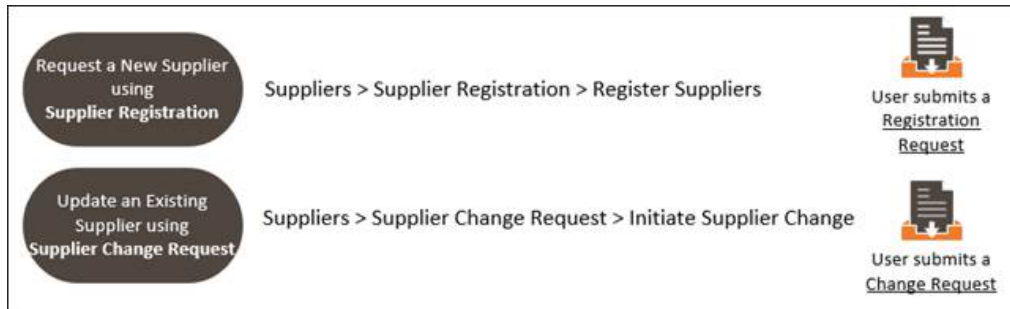 Request a New Supplier
using
Supplier Registration
Suppliers > Supplier Registration > Register Suppliers
User submits a
Registration
Request
Update an Existing
Supplier using
Supplier Change Request
Suppliers > Supplier Change Request > Initiate Supplier Change
User submits a
Change Request